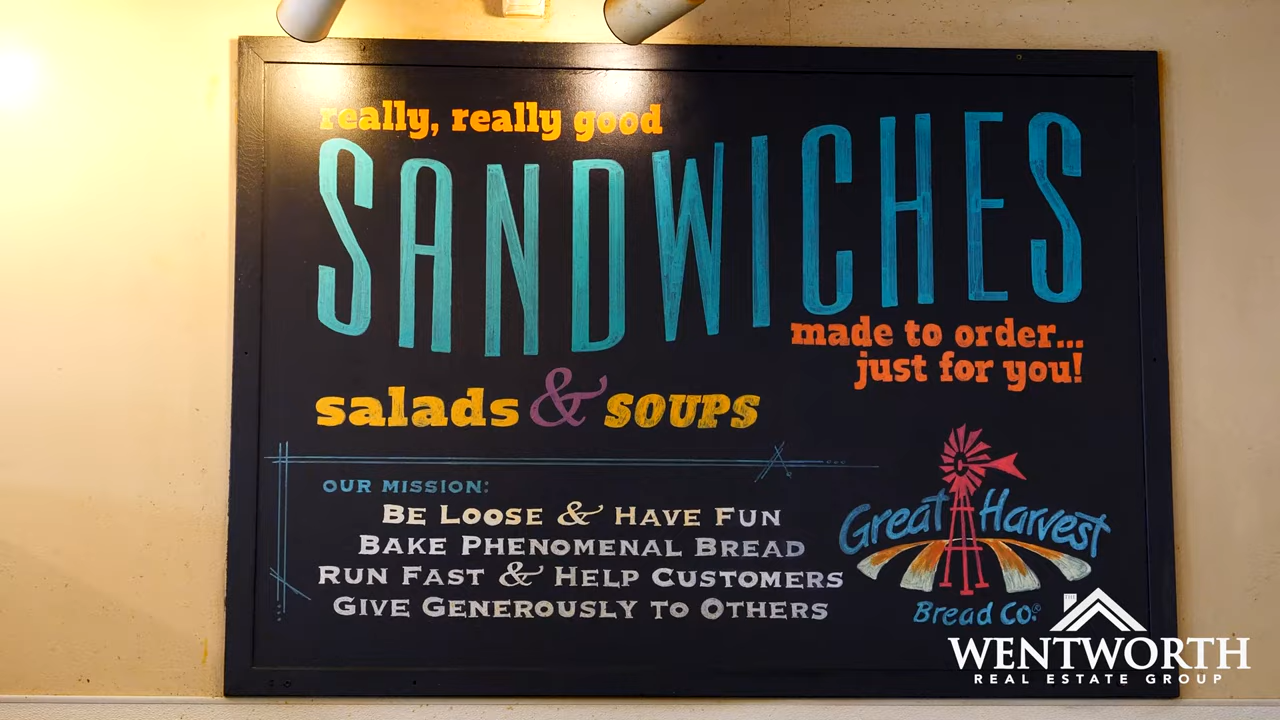 really, really good
SANDWICHES
made to order...
just for you!
salads & SOUPS
OUR MISSION:
BE LOOSE & HAVE FUN
BAKE PHENOMENAL BREAD
RUN FAST & HELP CUSTOMERS
GIVE GENEROUSLY TO OTHERS
Great Harvest
Bread Co.®
THE
WENTWORTH
REAL ESTATE GROUP